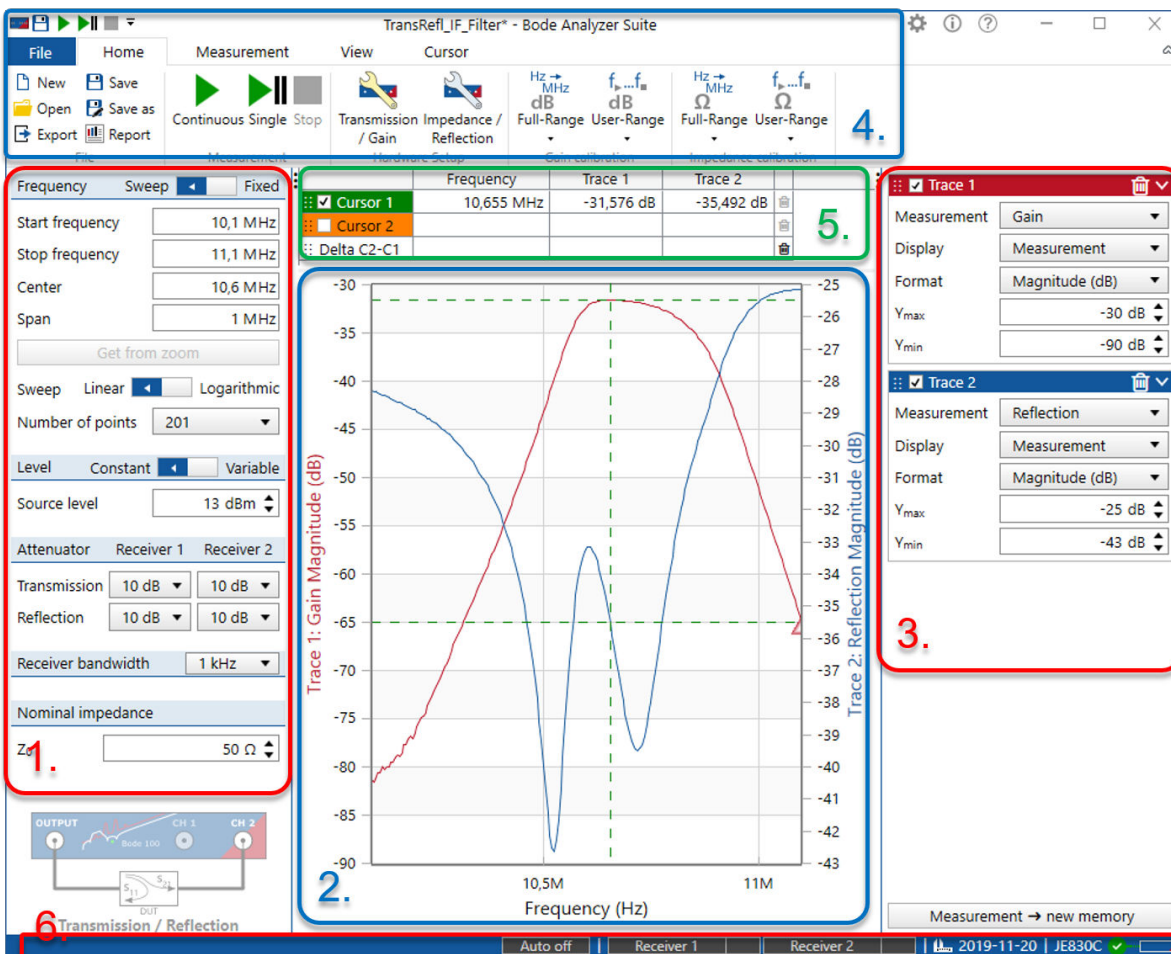 TransRefl_IF_Filter* - Bode Analyzer Suite
File Home Measurement View Cursor
New Save
Open Save as
Export Report
Continuous Single Stop
Transmission / Gain
Impedance / Reflection
Hz → MHz dB
Full-Range
f▸...f■ dB
User-Range
Hz → MHz Ω
Full-Range
f▸...f■ Ω
User-Range
File Measurement Hardware Setup Gain calibration Impedance calibration
4.
Frequency Sweep Fixed
Start frequency 10,1 MHz
Stop frequency 11,1 MHz
Center 10,6 MHz
Span 1 MHz
Get from zoom
Sweep Linear Logarithmic
Number of points 201
Level Constant Variable
Source level 13 dBm
Attenuator Receiver 1 Receiver 2
Transmission 10 dB 10 dB
Reflection 10 dB 10 dB
Receiver bandwidth 1 kHz
Nominal impedance
50 Ω
1.
OUTPUT CH 1 CH 2
Bode 100
S11 S21
DUT
Transmission / Reflection
6.
Frequency Trace 1 Trace 2
Cursor 1 10,655 MHz -31,576 dB -35,492 dB
Cursor 2
Delta C2-C1
5.
Trace 1: Gain Magnitude (dB)
-30
-35
-40
-45
-50
-55
-60
-65
-70
-75
-80
-85
-90
Trace 2: Reflection Magnitude (dB)
-25
-26
-27
-28
-29
-30
-31
-32
-33
-34
-35
-36
-37
-38
-39
-40
-41
-42
-43
10,5M 11M
Frequency (Hz)
2.
Trace 1
Measurement Gain
Display Measurement
Format Magnitude (dB)
Ymax -30 dB
Ymin -90 dB
Trace 2
Measurement Reflection
Display Measurement
Format Magnitude (dB)
Ymax -25 dB
Ymin -43 dB
3.
Measurement → new memory
Auto off Receiver 1 Receiver 2 2019-11-20 JE830C